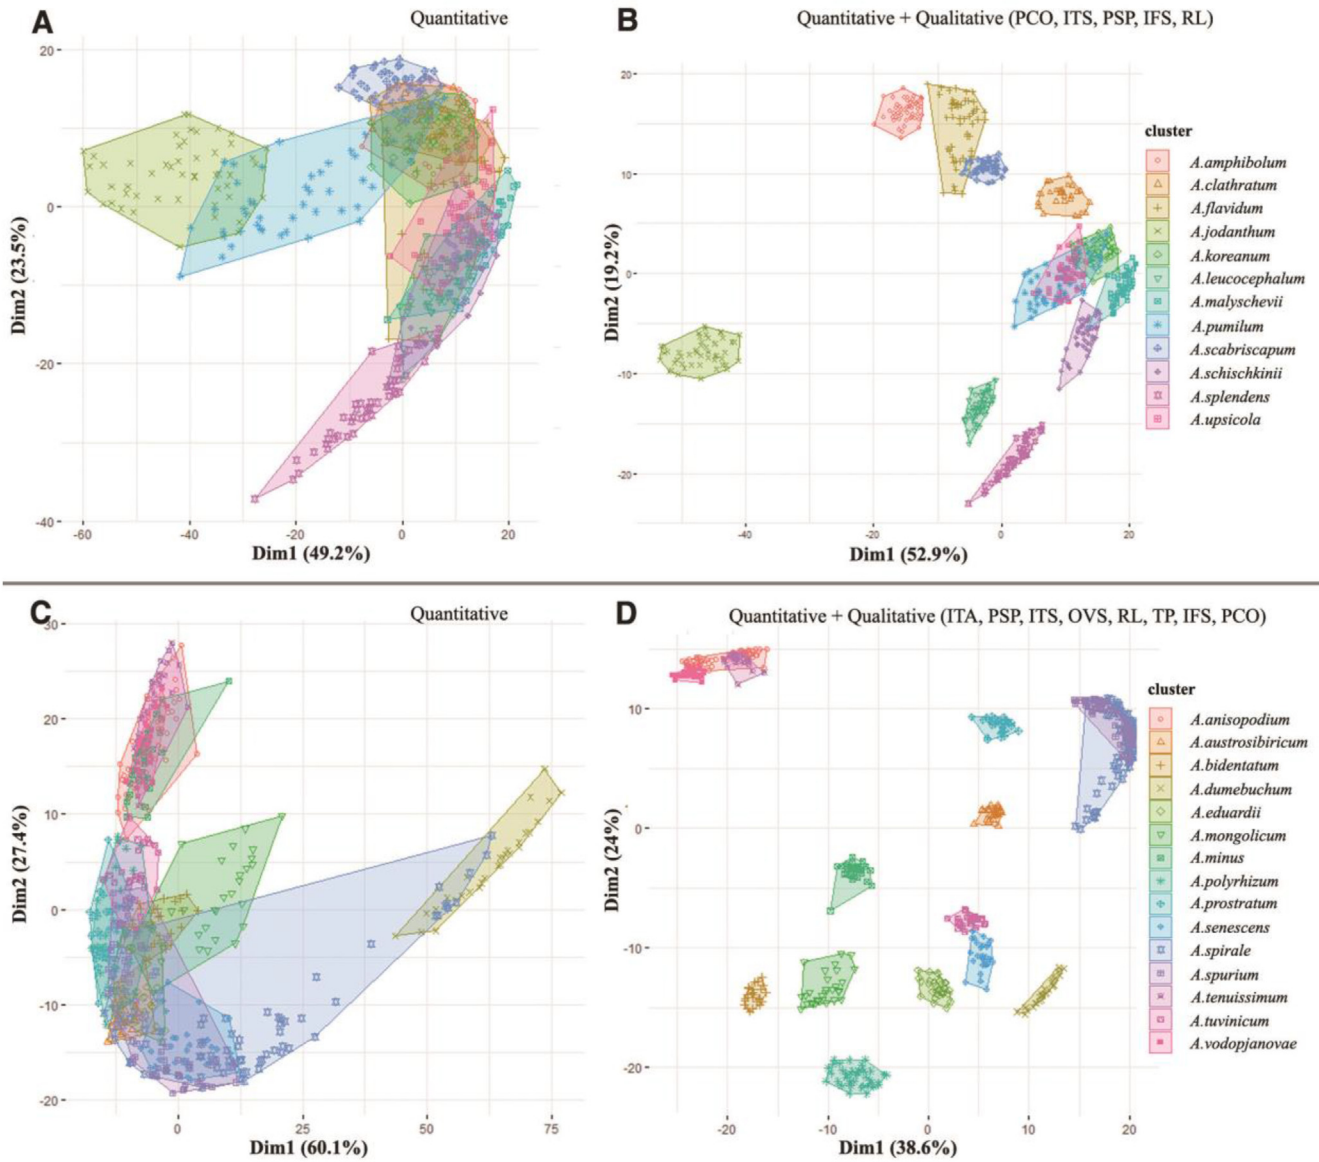 A
Quantitative
20
0
-20
-40
Dim2 (23.5%)
-60
-40
-20
0
20
Dim1 (49.2%)
B
Quantitative + Qualitative (PCO, ITS, PSP, IFS, RL)
20
10
0
-10
-20
Dim2 (19.2%)
-40
-20
0
20
Dim1 (52.9%)
cluster
A.amphibolum
A.clathratum
A.flavidum
A.jodanthum
A.koreanum
A.leucocephalum
A.malyschevii
A.pumilum
A.scabriscapum
A.schischkinii
A.splendens
A.upsicola
C
Quantitative
30
20
10
0
-10
-20
Dim2 (27.4%)
0
25
50
75
Dim1 (60.1%)
D
Quantitative + Qualitative (ITA, PSP, ITS, OVS, RL, TP, IFS, PCO)
10
0
-10
-20
Dim2 (24%)
-20
-10
0
10
20
Dim1 (38.6%)
cluster
A.anisopodium
A.austrosibiricum
A.bidentatum
A.dumebuchum
A.eduardii
A.mongolicum
A.minus
A.polyrhizum
A.prostratum
A.senescens
A.spirale
A.spurium
A.tenuissimum
A.tuvinicum
A.vodopjanovae